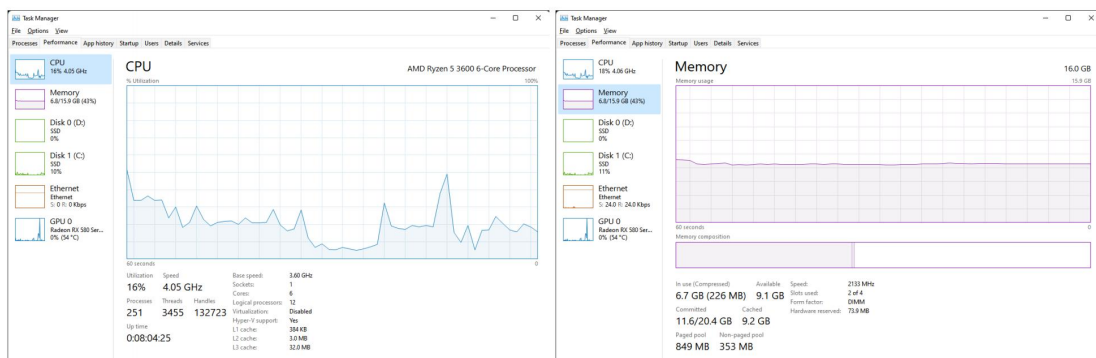 Task Manager
File Options View
Processes Performance App history Startup Users Details Services
CPU
16% 4.05 GHz
Memory
6.8/15.9 GB (43%)
Disk 0 (D:)
SSD
0%
Disk 1 (C:)
SSD
10%
Ethernet
Ethernet
S: 0 R: 0 Kbps
GPU 0
Radeon RX 580 Ser...
0% (54 °C)
CPU
AMD Ryzen 5 3600 6-Core Processor
% Utilization 100%
60 seconds 0
Utilization Speed
16% 4.05 GHz
Processes Threads Handles
251 3455 132723
Up time
0:08:04:25
Base speed: 3.60 GHz
Sockets: 1
Cores: 6
Logical processors: 12
Virtualization: Disabled
Hyper-V support: Yes
L1 cache: 384 KB
L2 cache: 3.0 MB
L3 cache: 32.0 MB
Task Manager
File Options View
Processes Performance App history Startup Users Details Services
CPU
18% 4.06 GHz
Memory
6.8/15.9 GB (43%)
Disk 0 (D:)
SSD
0%
Disk 1 (C:)
SSD
11%
Ethernet
Ethernet
S: 24.0 R: 24.0 Kbps
GPU 0
Radeon RX 580 Ser...
0% (54 °C)
Memory 16.0 GB
Memory usage 15.9 GB
60 seconds 0
Memory composition
In use (Compressed) Available
6.7 GB (226 MB) 9.1 GB
Committed Cached
11.6/20.4 GB 9.2 GB
Paged pool Non-paged pool
849 MB 353 MB
Speed: 2133 MHz
Slots used: 2 of 4
Form factor: DIMM
Hardware reserved: 73.9 MB